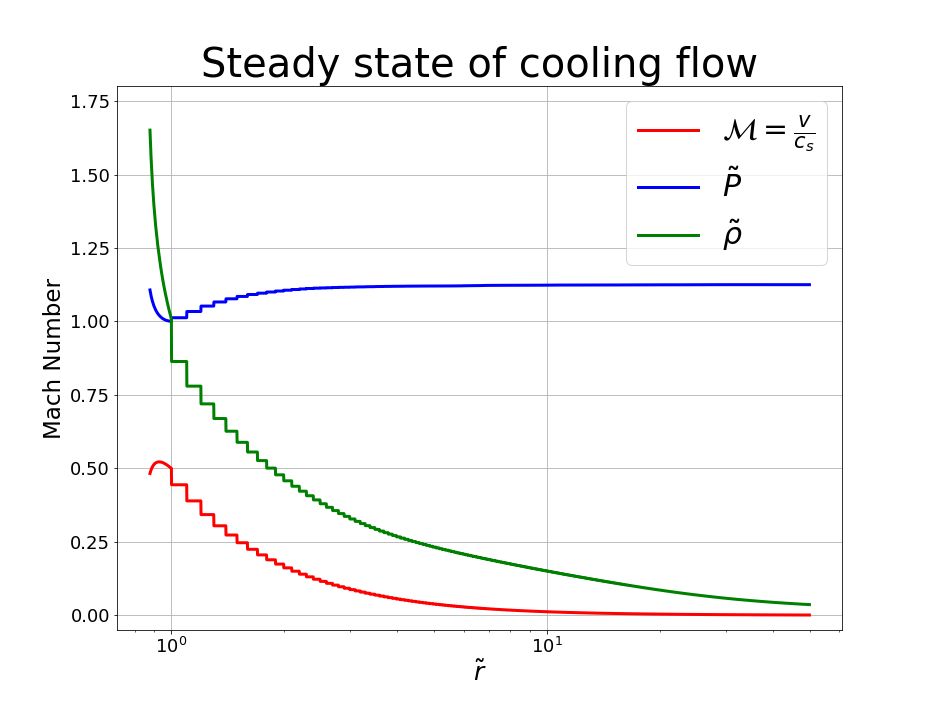 Steady state of cooling flow
ℳ = v/c_s
P̃
ρ̃
Mach Number
1.75
1.50
1.25
1.00
0.75
0.50
0.25
0.00
10⁰ 10¹
r̃